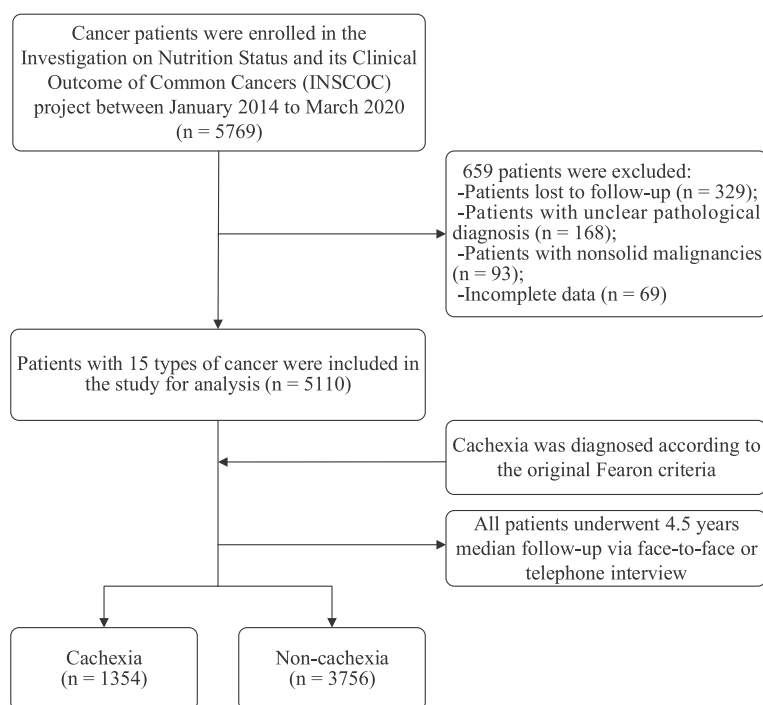 Cancer patients were enrolled in the
Investigation on Nutrition Status and its Clinical
Outcome of Common Cancers (INSCOC)
project between January 2014 to March 2020
(n = 5769)
659 patients were excluded:
-Patients lost to follow-up (n = 329);
-Patients with unclear pathological
diagnosis (n = 168);
-Patients with nonsolid malignancies
(n = 93);
-Incomplete data (n = 69)
Patients with 15 types of cancer were included in
the study for analysis (n = 5110)
Cachexia was diagnosed according to
the original Fearon criteria
All patients underwent 4.5 years
median follow-up via face-to-face or
telephone interview
Cachexia
(n = 1354)
Non-cachexia
(n = 3756)